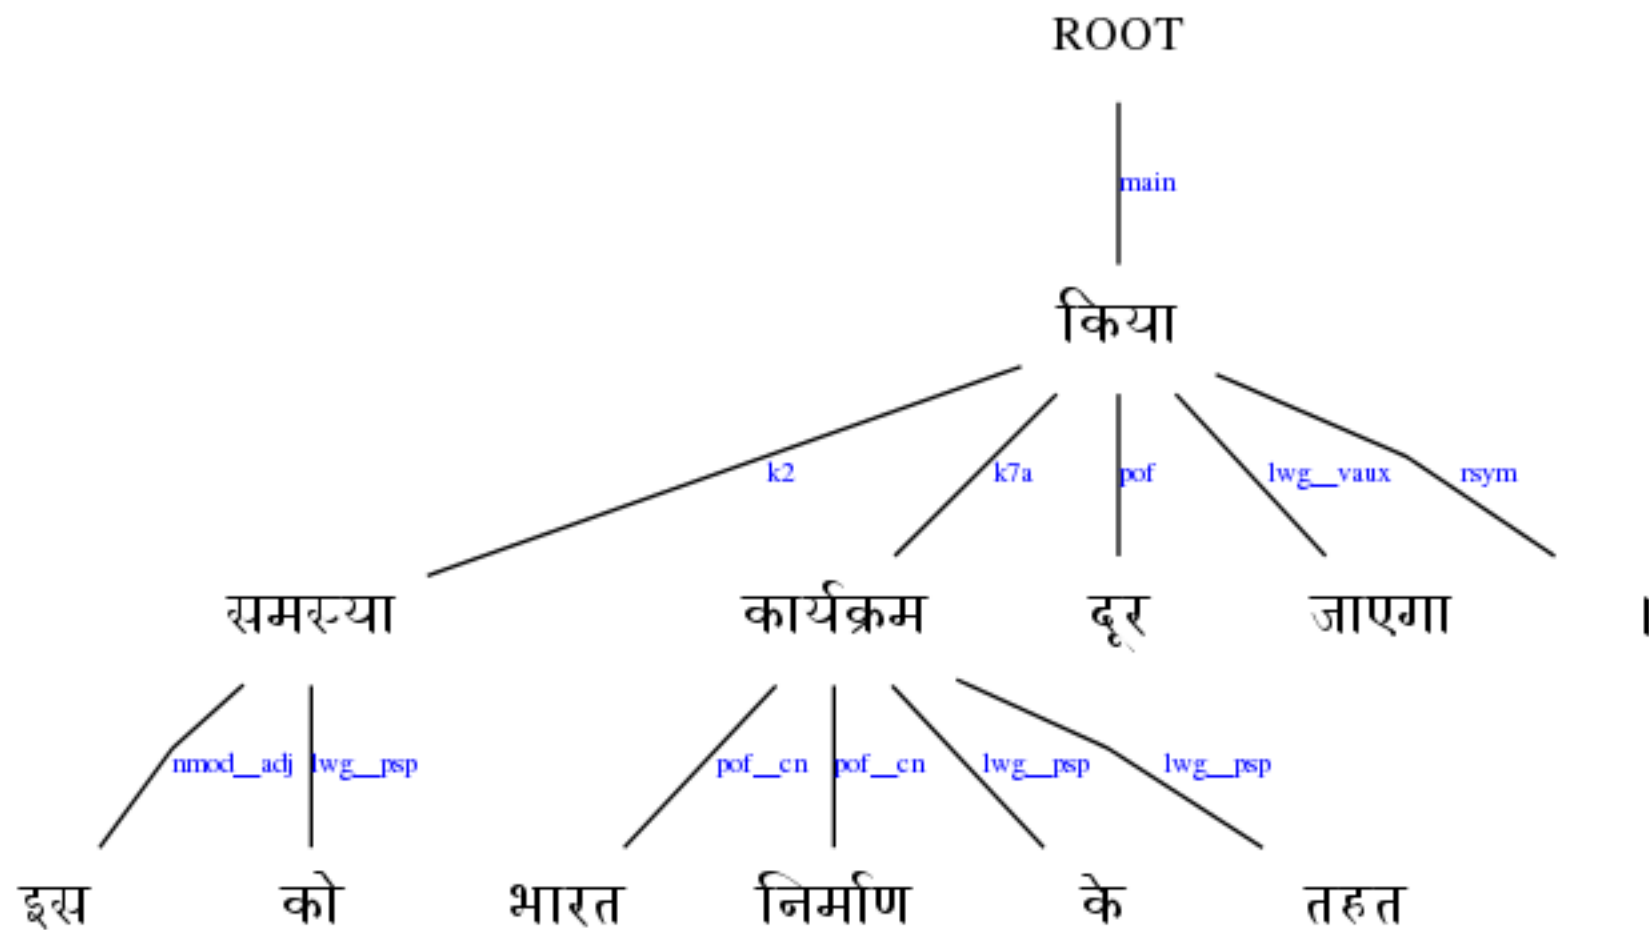 ROOT
main
किया
k2 k7a pof lwg__vaux rsym
समस्या कार्यक्रम दूर जाएगा ।
nmod__adj lwg__psp pof__cn pof__cn lwg__psp lwg__psp
इस को भारत निर्माण के तहत